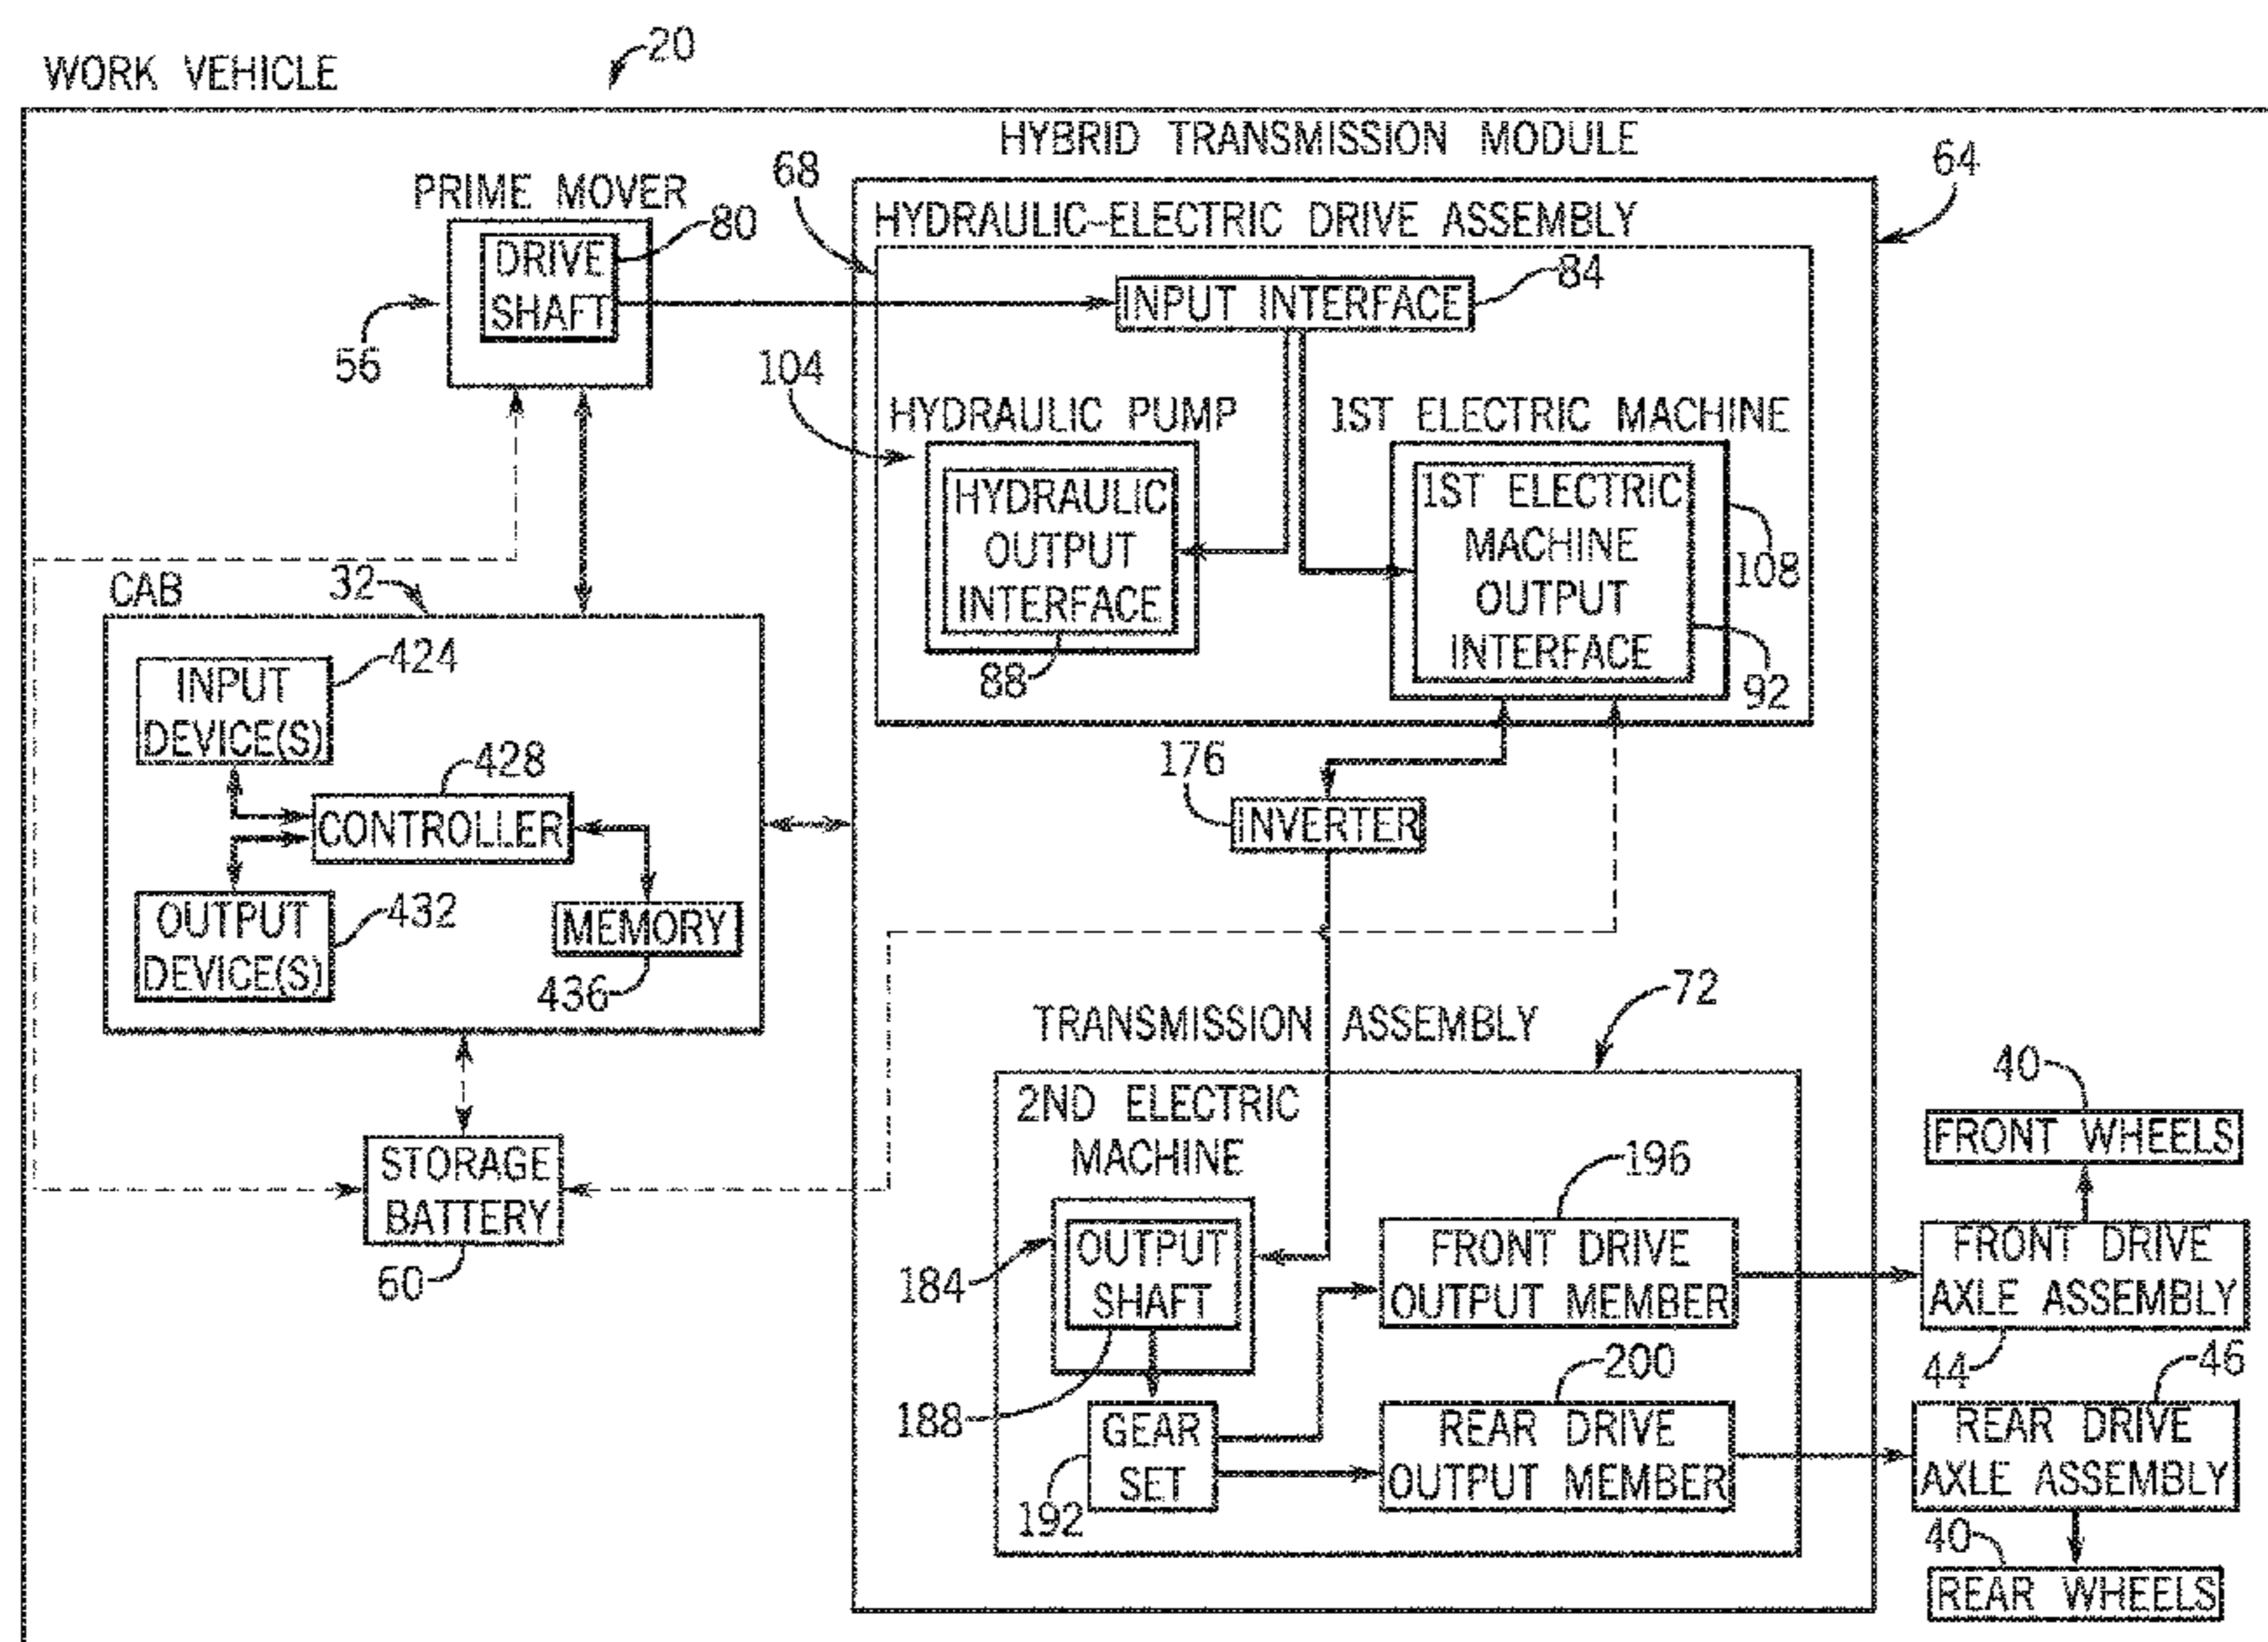 WORK VEHICLE
20
HYBRID TRANSMISSION MODULE
64
PRIME MOVER
68
80
DRIVE
SHAFT
56
HYDRAULIC-ELECTRIC DRIVE ASSEMBLY
INPUT INTERFACE
84
104
HYDRAULIC PUMP
HYDRAULIC
OUTPUT
INTERFACE
88
1ST ELECTRIC MACHINE
1ST ELECTRIC
MACHINE
OUTPUT
INTERFACE
108
92
CAB
32
INPUT
DEVICE(S)
424
428
CONTROLLER
OUTPUT
DEVICE(S)
432
MEMORY
436
176
INVERTER
STORAGE
BATTERY
60
TRANSMISSION ASSEMBLY
72
2ND ELECTRIC
MACHINE
OUTPUT
SHAFT
184
188
GEAR
SET
192
196
FRONT DRIVE
OUTPUT MEMBER
200
REAR DRIVE
OUTPUT MEMBER
40
FRONT WHEELS
FRONT DRIVE
AXLE ASSEMBLY
44
46
REAR DRIVE
AXLE ASSEMBLY
40
REAR WHEELS